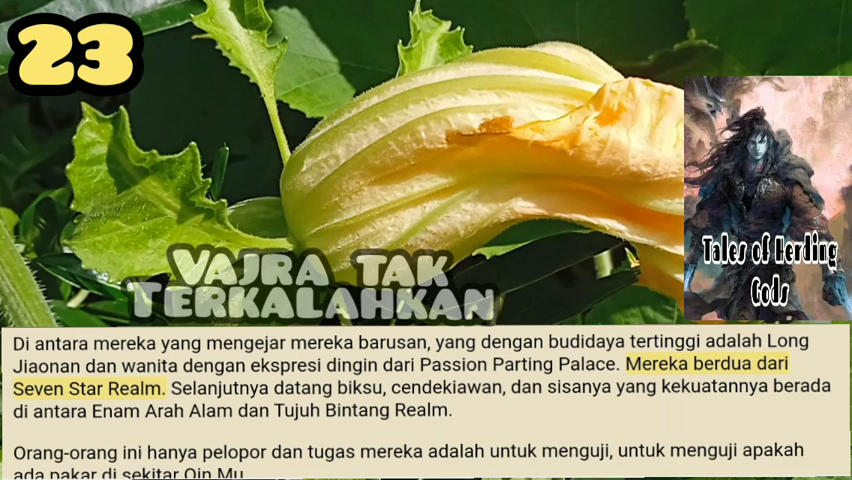 23
Tales of Herding
Gods
VAJRA TAK
TERKALAHKAN
Di antara mereka yang mengejar mereka barusan, yang dengan budidaya tertinggi adalah Long
Jiaonan dan wanita dengan ekspresi dingin dari Passion Parting Palace. Mereka berdua dari
Seven Star Realm. Selanjutnya datang biksu, cendekiawan, dan sisanya yang kekuatannya berada
di antara Enam Arah Alam dan Tujuh Bintang Realm.
Orang-orang ini hanya pelopor dan tugas mereka adalah untuk menguji, untuk menguji apakah
ada pakar di sekitar Qin Mu